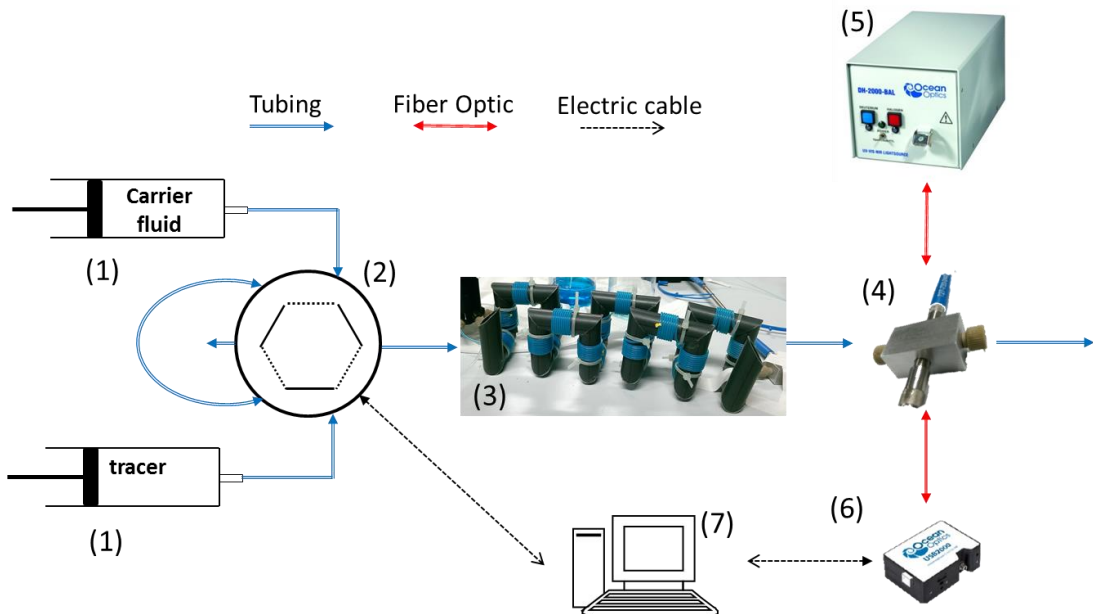 (5)
Ocean
Optics
DH-2000-BAL
Tubing
Fiber Optic
Electric cable
Carrier
fluid
(1)
(2)
(4)
(3)
tracer
(1)
(6)
(7)
Ocean
Optics
USB2000